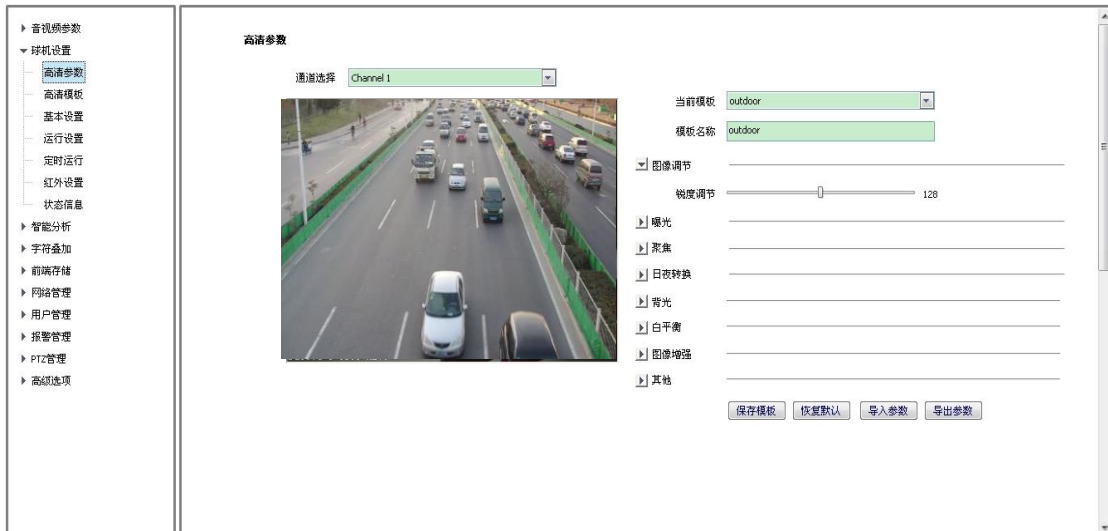 音视频参数
球机设置
高清参数
高清模板
基本设置
运行设置
定时运行
红外设置
状态信息
智能分析
字符叠加
前端存储
网络管理
用户管理
报警管理
PTZ管理
高级选项
高清参数
通道选择 Channel 1
当前模板 outdoor
模板名称 outdoor
图像调节
锐度调节 128
曝光
聚焦
日夜转换
背光
白平衡
图像增强
其他
保存模板 恢复默认 导入参数 导出参数